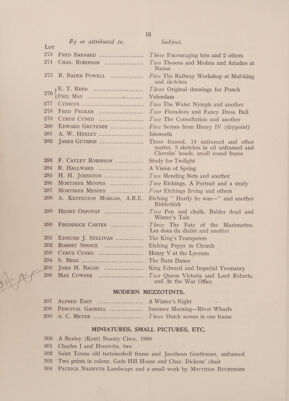 12
By or attributed to. Subject.
Lot
273 Fred Barnard Three Encouraging him and 2 others
274 Chas. Robinson Two Theseus and Medea and Ariadne at
Naxos
275 R. Baden Powell Five The Railway Workshop at Mafeking
and sketches
276 E. T. Reed Three Original drawings for Punch
Phil May Volendam
277 Cynicus Two The Water Nymph and another
278 Fred Pegram Two Floradora and Fancy Dress Ball
279 Cyrus Cuneo Two The Consultation and another
280 Edward Grutzner Five Scenes from Henry IV (drypoint)
281 A. W. Henley Isleworth
282 James Guthrie Three framed, 14 unframed and other
matter, 3 sketches in oil unframed and
Cherubs' heads, small round frame
283 F. Cayley Robinson Study for Twilight
284 R. Hallward A Vision of Spring
285 H. H. Johnston Two Mending Nets and another
286 Mortimer Menpes Two Etchings, A Portrait and a study
287 Mortimer Menpes Four Etchings Irving and others
288 A. Kedington Morgan, A.R.E. Etching "Hardy he was—" and another
Ridderkirk
289 Henry Ospovat Two Pen and chalk, Balder dead and
Winter's Tale
290 Frederick Carter Three The Fate of the Marionettes,
Les dons du diable and another
291 Edmund J. Sullivan The King's Trumpeters
292 Robert Spence Etching Pepys in Church
293 Cyrus Cuneo Henry V at the Lyceum
294 S. Begg The Barn Dance
295 John H. Bacon King Edward and Imperial Yeomanry
296 Max Cowper Two Queen Victoria and Lord Roberts,
and At the War Office
MODERN MEZZOTINTS.
297 Alfred East A Winter's Night
298 Percival Gaskell Summer Morning—River Wharfe
299 A. C. Meyer Three Dutch scenes in one frame
MINIATURES, SMALL PICTURES, ETC.
300 A Bexley (Kent) Beauty Circa. 1800
301 Charles I and Henrietta, two
302 Saint Teresa old tortoiseshell frame and Jacobean Gentleman, unframed
303 Two prints in colour, Gads Hill House and Chas. Dickens' chair
304 Patrick Nasmyth Landscape and a small work by Matthias Buchinger